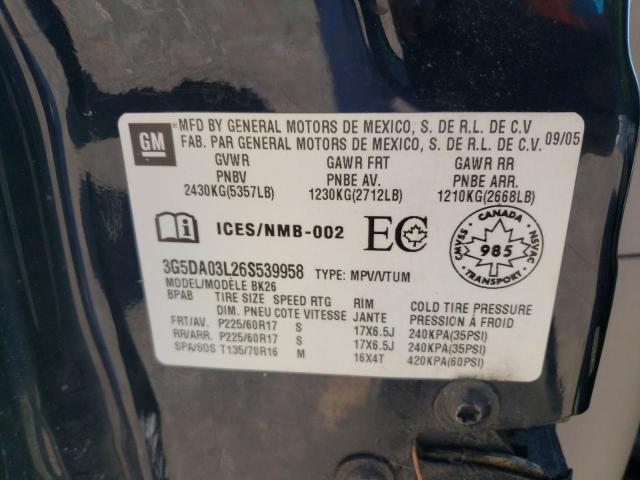 GM
MFD BY GENERAL MOTORS DE MEXICO, S. DE R.L. DE C.V
FAB. PAR GENERAL MOTORS DE MEXICO, S. DE R.L. DE C.V. 09/05
GVWR GAWR FRT GAWR RR
PNBV PNBE AV. PNBE ARR.
2430KG(5357LB) 1230KG(2712LB) 1210KG(2668LB)
i ICES/NMB-002 EC CANADA CMVSS NSVAC 985 TRANSPORT
3G5DA03L26S539958 TYPE: MPV/VTUM
MODEL/MODÈLE BK26
BPAB TIRE SIZE SPEED RTG RIM COLD TIRE PRESSURE
DIM. PNEU COTE VITESSE JANTE PRESSION À FROID
FRT/AV. P225/60R17 S 17X6.5J 240KPA(35PSI)
RR/ARR. P225/60R17 S 17X6.5J 240KPA(35PSI)
SPA/SOS T135/70R16 M 16X4T 420KPA(60PSI)